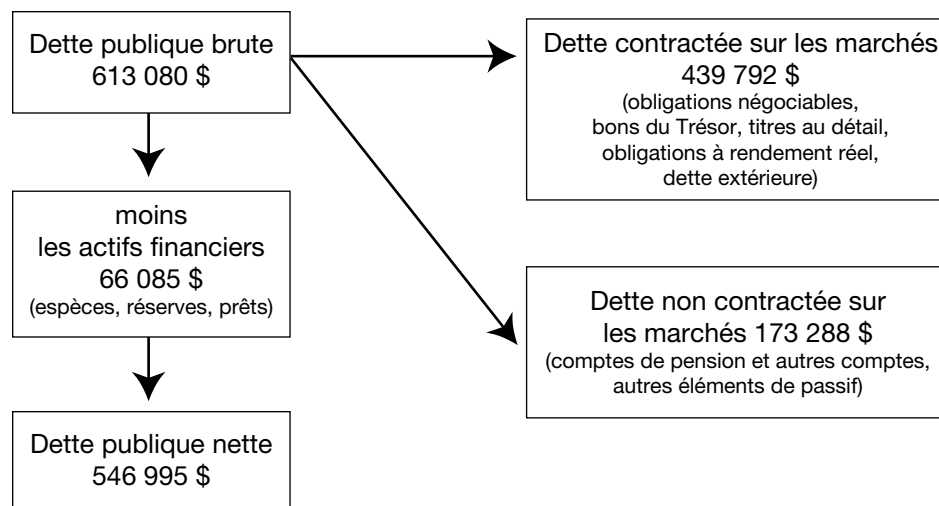 Dette publique brute
613 080 $
moins
les actifs financiers
66 085 $
(espèces, réserves, prêts)
Dette publique nette
546 995 $
Dette contractée sur les marchés
439 792 $
(obligations négociables,
bons du Trésor, titres au détail,
obligations à rendement réel,
dette extérieure)
Dette non contractée sur
les marchés 173 288 $
(comptes de pension et autres comptes,
autres éléments de passif)